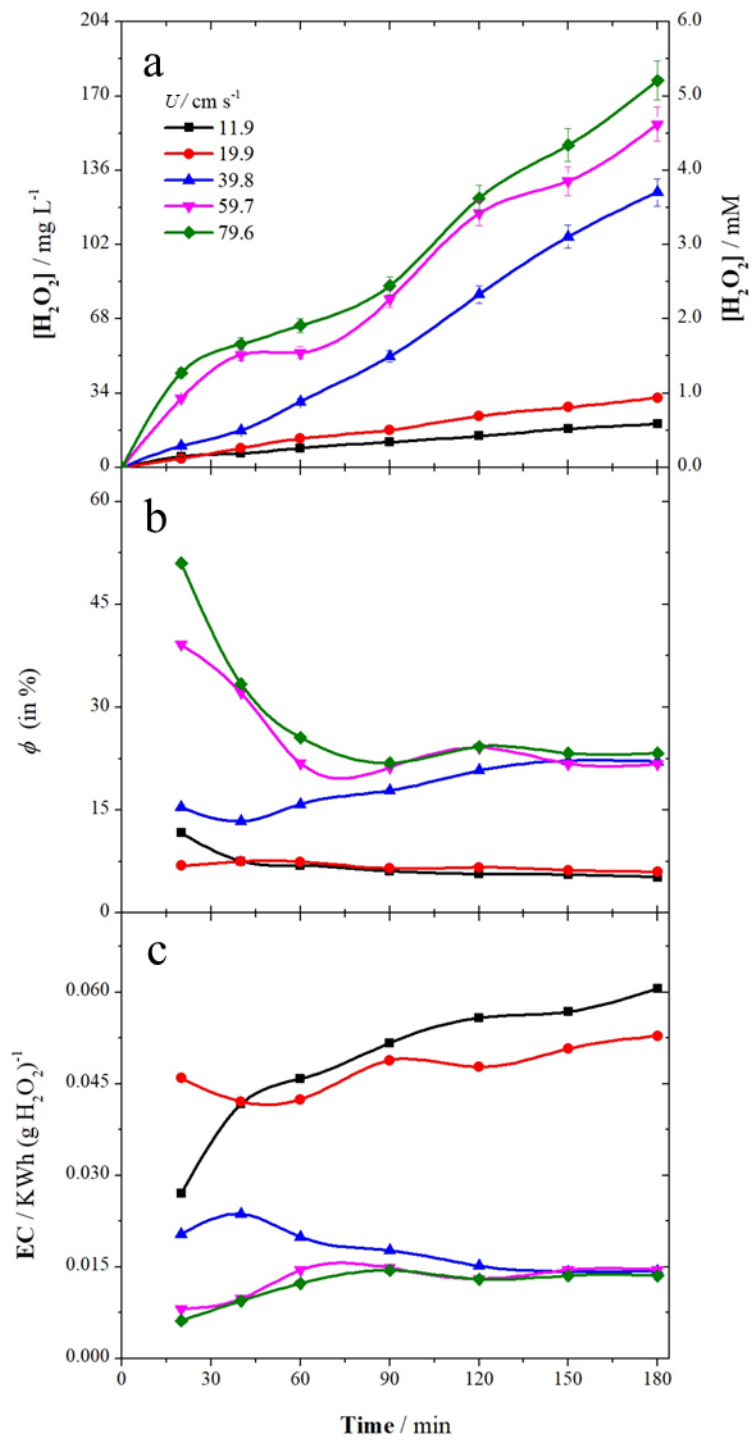 a
U / cm s⁻¹
11.9
19.9
39.8
59.7
79.6
204
170
136
102
68
34
0
[H₂O₂] / mg L⁻¹
6.0
5.0
4.0
3.0
2.0
1.0
0.0
[H₂O₂] / mM
b
60
45
30
15
0
ϕ (in %)
c
0.060
0.045
0.030
0.015
0.000
EC / KWh (g H₂O₂)⁻¹
0 30 60 90 120 150 180
Time / min